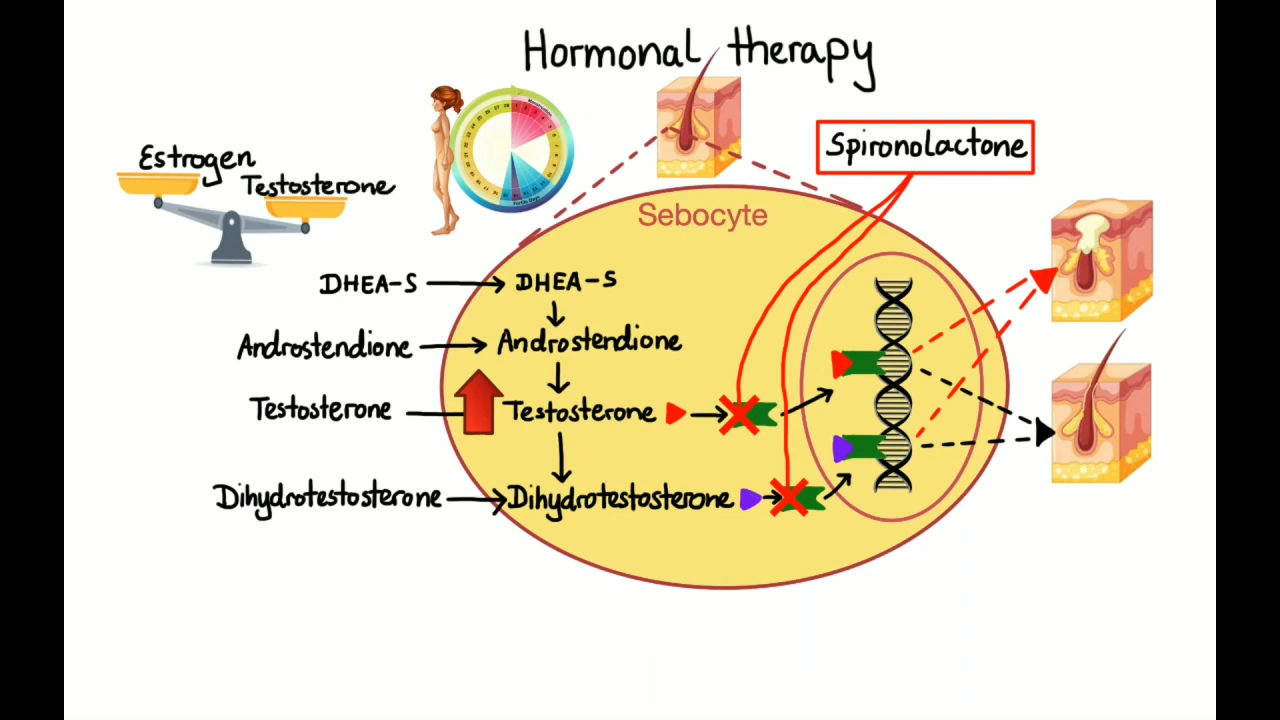 Hormonal therapy
Spironolactone
Estrogen
Testosterone
Sebocyte
DHEA-S
DHEA-S
Androstendione
Androstendione
Testosterone
Testosterone
Dihydrotestosterone
Dihydrotestosterone